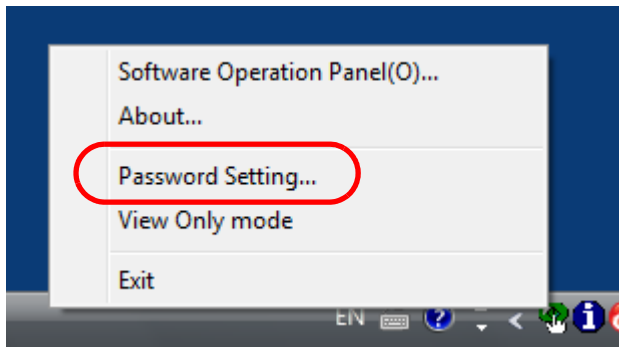 Software Operation Panel(O)...
About...
Password Setting...
View Only mode
Exit
EN